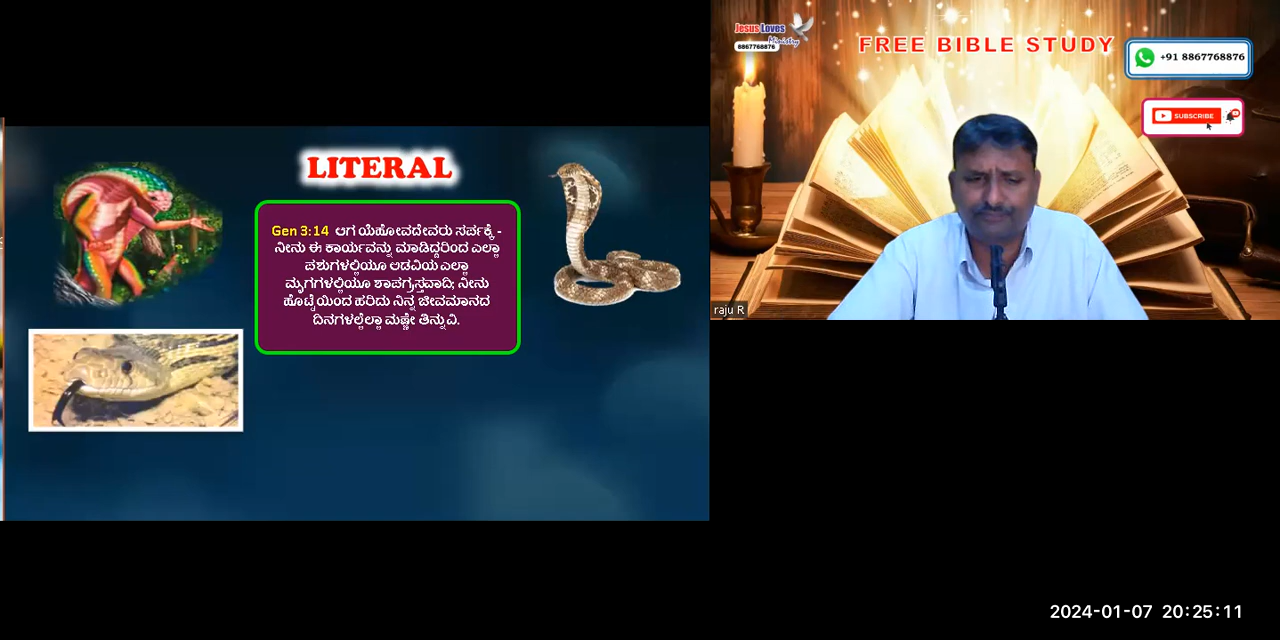 LITERAL
Gen 3:14 ಆಗ ಯೆಹೋವದೇವರು ಸರ್ಪಕ್ಕೆ -
ನೀನು ಈ ಕಾರ್ಯವನ್ನು ಮಾಡಿದ್ದರಿಂದ ಎಲ್ಲಾ
ಪಶುಗಳಲ್ಲಿಯೂ ಅಡವಿಯ ಎಲ್ಲಾ
ಮೃಗಗಳಲ್ಲಿಯೂ ಶಾಪಗ್ರಸ್ತವಾದಿ; ನೀನು
ಹೊಟ್ಟೆಯಿಂದ ಹರಿದು ನಿನ್ನ ಜೀವಮಾನದ
ದಿನಗಳಲ್ಲೆಲ್ಲಾ ಮಣ್ಣೇ ತಿನ್ನುವಿ.
Jesus Loves
Ministry
8867768876
FREE BIBLE STUDY
+91 8867768876
SUBSCRIBE
raju R
2024-01-07 20:25:11